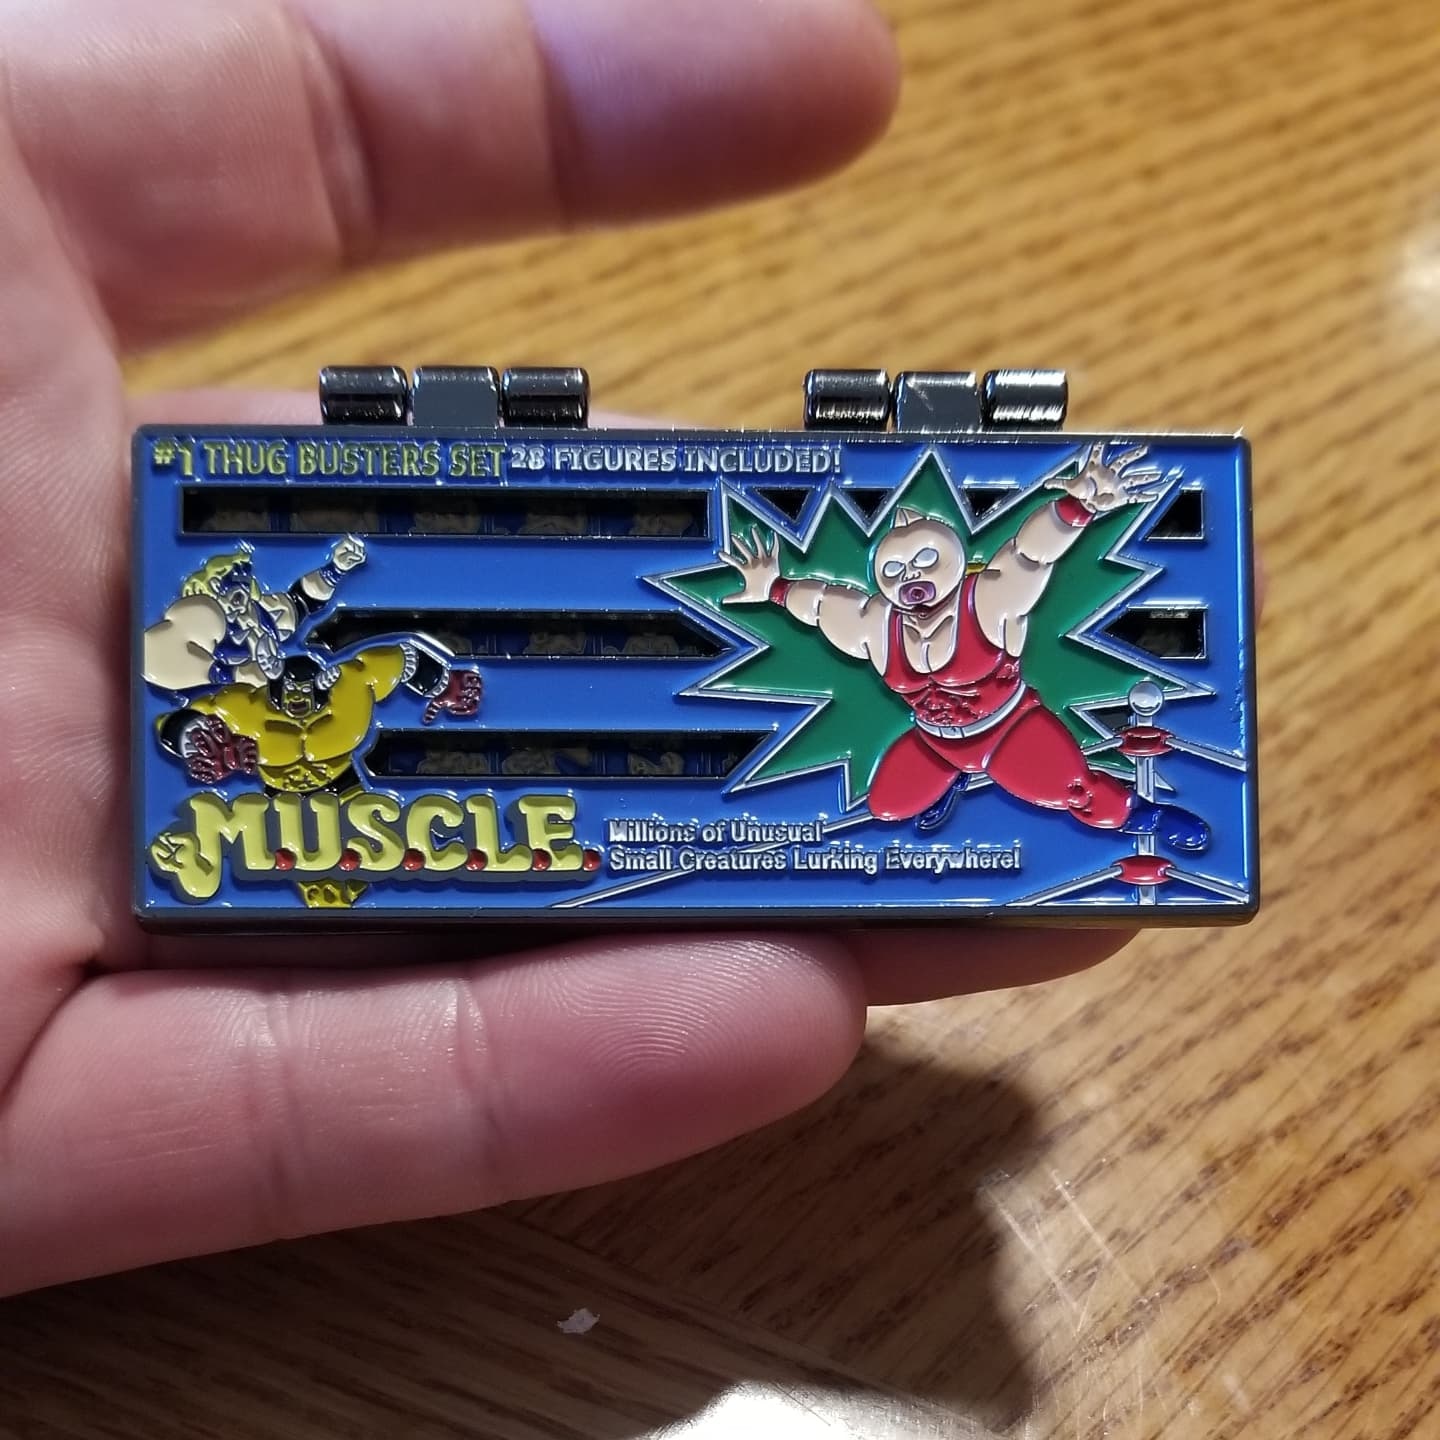 #1 THUG BUSTERS SET 28 FIGURES INCLUDED!
M.U.S.C.L.E.
Millions of Unusual
Small Creatures Lurking Everywhere!